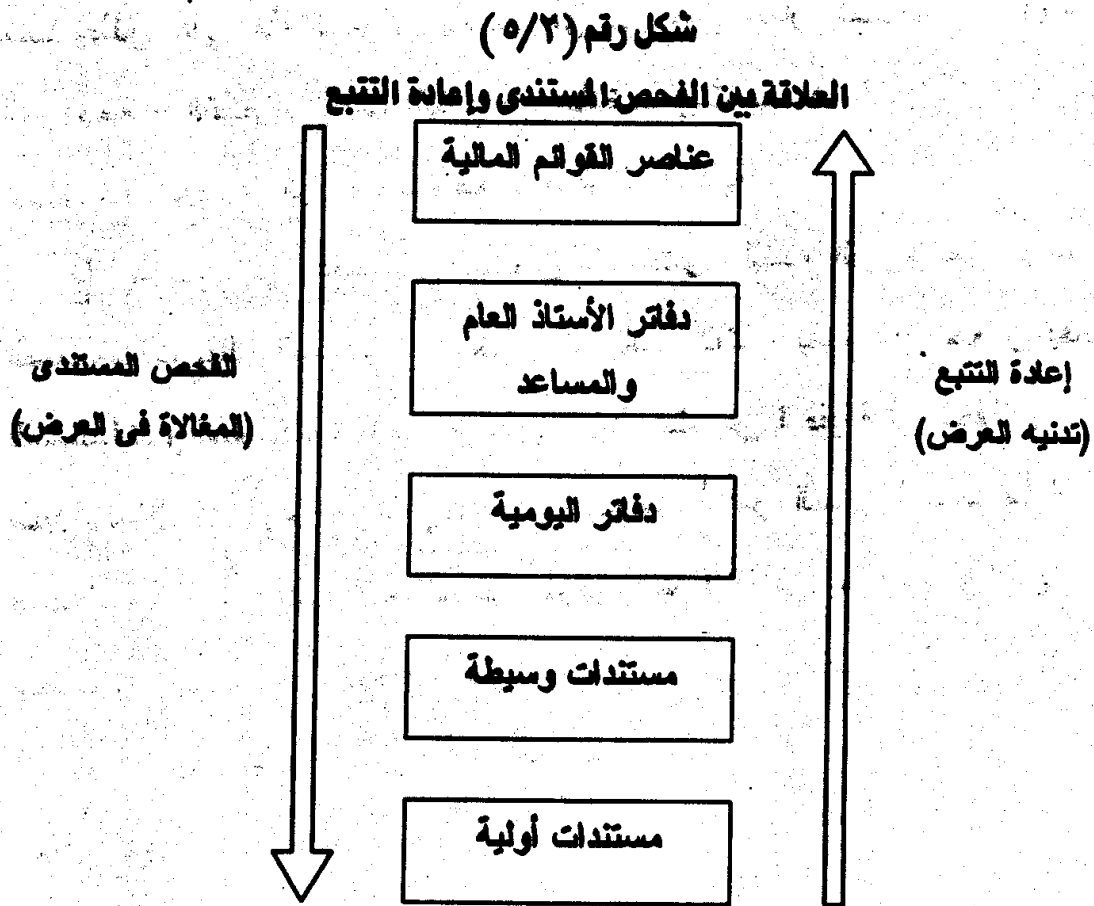 شكل رقم (٥/٢)
العلاقة بين الفحص المستندى وإعادة التتبع
عناصر القوائم المالية
دفاتر الأستاذ العام
والمساعد
إعادة التتبع
(تدنيه العرض)
الفحص المستندى
(المغالاة فى العرض)
دفاتر اليومية
مستندات وسيطة
مستندات أولية